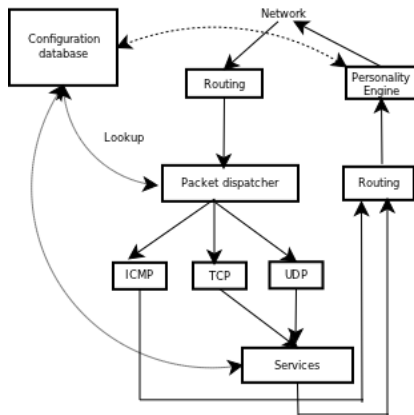 Network
Configuration
database
Routing
Personality
Engine
Lookup
Packet dispatcher
Routing
ICMP
TCP
UDP
Services